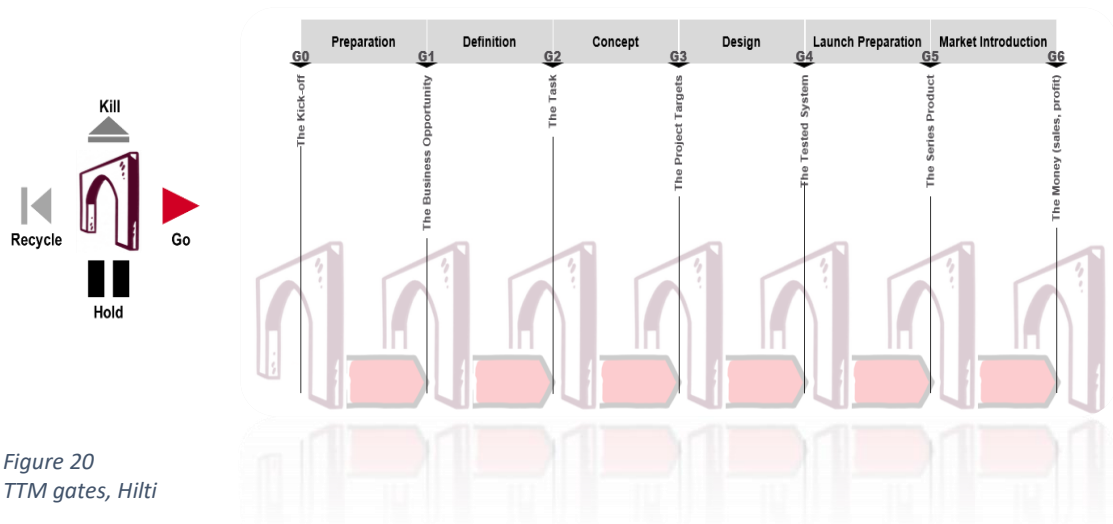 Preparation
Definition
Concept
Design
Launch Preparation
Market Introduction
G0
G1
G2
G3
G4
G5
G6
The Kick-off
The Business Opportunity
The Task
The Project Targets
The Tested System
The Series Product
The Money (sales, profit)
Kill
Recycle
Go
Hold
Figure 20
TTM gates, Hilti